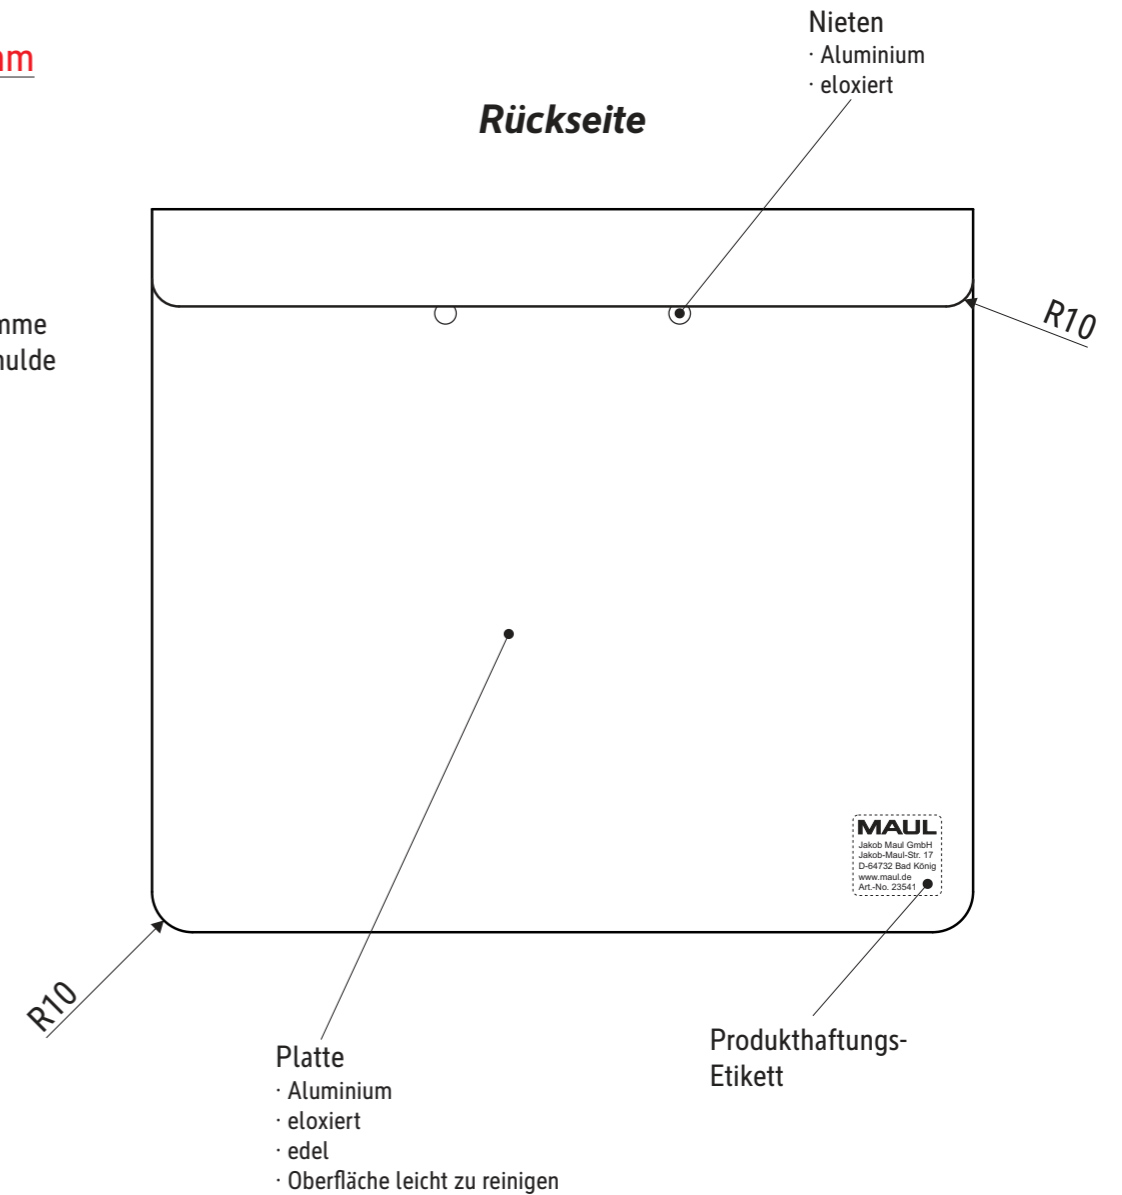 Nieten
· Aluminium
· eloxiert
Rückseite
R10
MAUL
Jakob Maul GmbH
Jakob-Maul-Str. 17
D-64732 Bad König
www.maul.de
Art.-No. 23541
R10
Platte
· Aluminium
· eloxiert
· edel
· Oberfläche leicht zu reinigen
Produkthaftungs-
Etikett